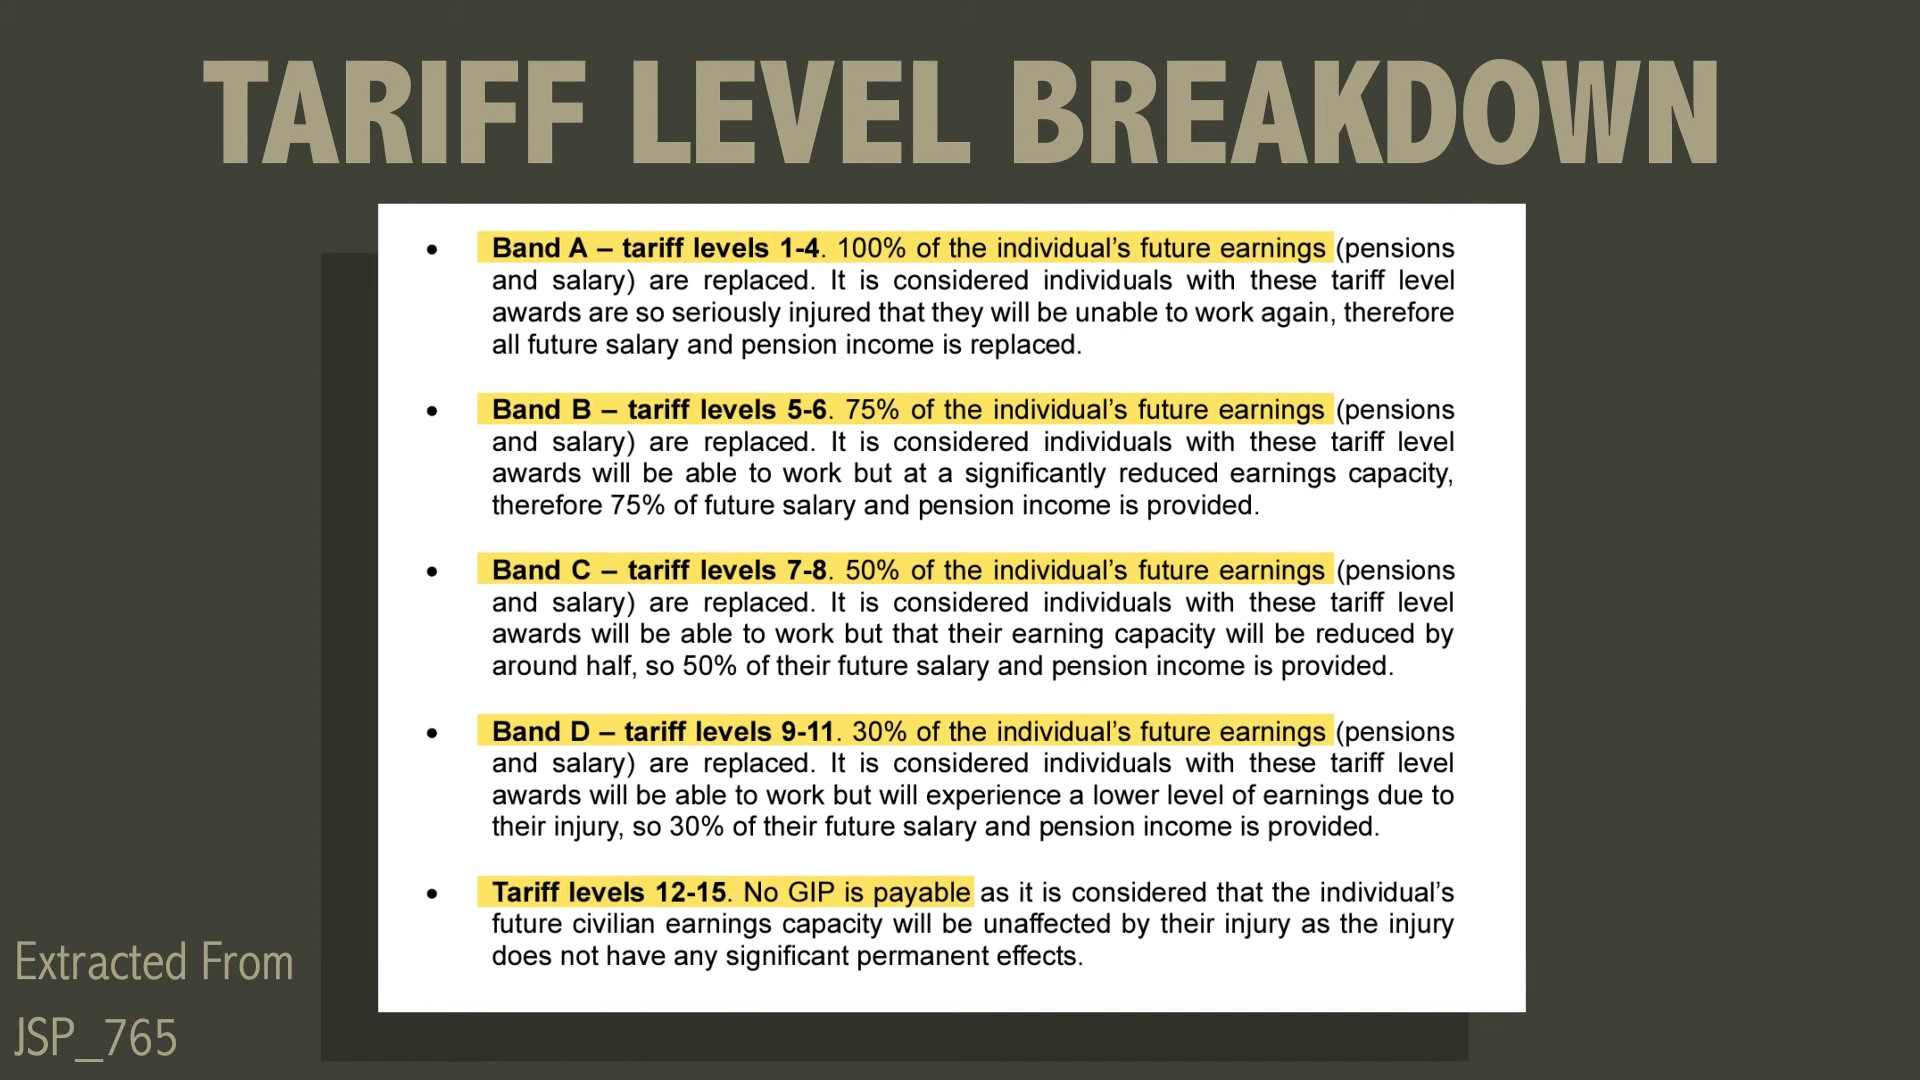 TARIFF LEVEL BREAKDOWN
• Band A – tariff levels 1-4. 100% of the individual’s future earnings (pensions
and salary) are replaced. It is considered individuals with these tariff level
awards are so seriously injured that they will be unable to work again, therefore
all future salary and pension income is replaced.
• Band B – tariff levels 5-6. 75% of the individual’s future earnings (pensions
and salary) are replaced. It is considered individuals with these tariff level
awards will be able to work but at a significantly reduced earnings capacity,
therefore 75% of future salary and pension income is provided.
• Band C – tariff levels 7-8. 50% of the individual’s future earnings (pensions
and salary) are replaced. It is considered individuals with these tariff level
awards will be able to work but that their earning capacity will be reduced by
around half, so 50% of their future salary and pension income is provided.
• Band D – tariff levels 9-11. 30% of the individual’s future earnings (pensions
and salary) are replaced. It is considered individuals with these tariff level
awards will be able to work but will experience a lower level of earnings due to
their injury, so 30% of their future salary and pension income is provided.
• Tariff levels 12-15. No GIP is payable as it is considered that the individual’s
future civilian earnings capacity will be unaffected by their injury as the injury
does not have any significant permanent effects.
Extracted From
JSP_765